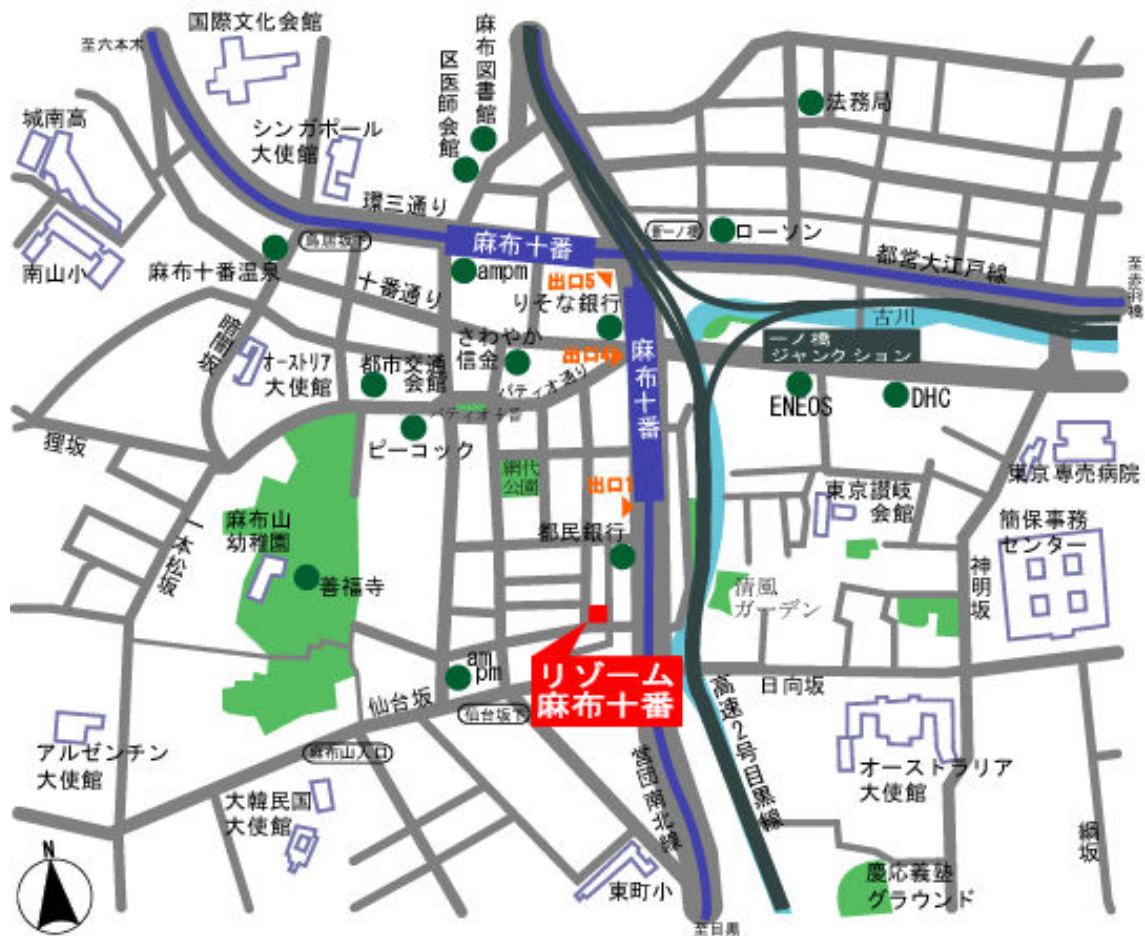 国際文化会館
至六本木
麻布図書館
区医師会館
法務局
城南高
シンガポール
大使館
環三通り
鳥居坂下
麻布十番
新一ノ橋
ローソン
都営大江戸線
至赤羽橋
南山小
麻布十番温泉
ampm
出口5
十番通り
りそな銀行
古川
暗闇坂
さわやか
信金
出口4
麻布十番
一ノ橋
ジャンクション
オーストリア
大使館
都市交通
会館
パティオ通り
パティオ十番
ENEOS
DHC
狸坂
ピーコック
網代
公園
出口1
東京讃岐
会館
東京専売病院
麻布山
幼稚園
一本松坂
都民銀行
簡保事務
センター
善福寺
清風
ガーデン
神明坂
am
pm
リゾーム
麻布十番
仙台坂
仙台坂下
日向坂
高速2号目黒線
アルゼンチン
大使館
麻布山入口
営団南北線
オーストラリア
大使館
大韓民国
大使館
綱坂
N
東町小
慶応義塾
グラウンド
至目黒